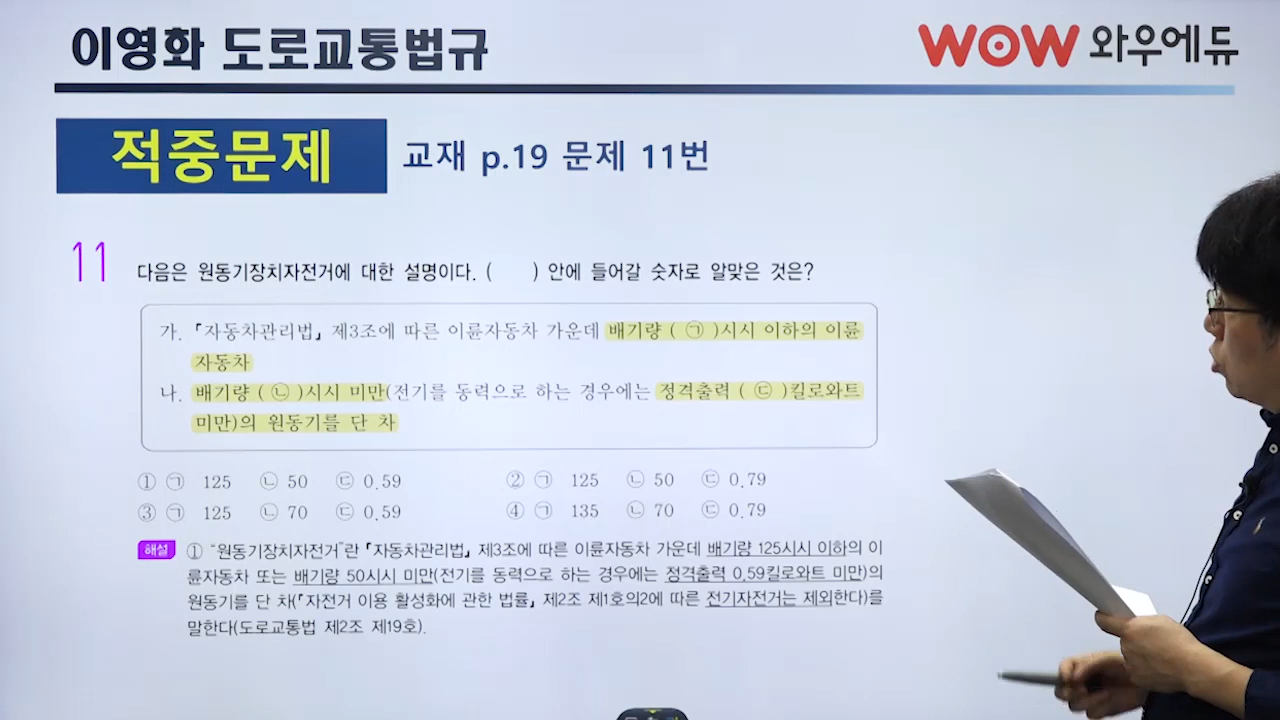 이영화 도로교통법규
WOW 와우에듀
적중문제 교재 p.19 문제 11번
11 다음은 원동기장치자전거에 대한 설명이다. ( ) 안에 들어갈 숫자로 알맞은 것은?
가. 「자동차관리법」 제3조에 따른 이륜자동차 가운데 배기량 ( ㉠ )시시 이하의 이륜
자동차
나. 배기량 ( ㉡ )시시 미만(전기를 동력으로 하는 경우에는 정격출력 ( ㉢ )킬로와트
미만)의 원동기를 단 차
① ㉠ 125 ㉡ 50 ㉢ 0.59 ② ㉠ 125 ㉡ 50 ㉢ 0.79
③ ㉠ 125 ㉡ 70 ㉢ 0.59 ④ ㉠ 135 ㉡ 70 ㉢ 0.79
해설 ① “원동기장치자전거”란 「자동차관리법」 제3조에 따른 이륜자동차 가운데 배기량 125시시 이하의 이
륜자동차 또는 배기량 50시시 미만(전기를 동력으로 하는 경우에는 정격출력 0.59킬로와트 미만)의
원동기를 단 차(「자전거 이용 활성화에 관한 법률」 제2조 제1호의2에 따른 전기자전거는 제외한다)를
말한다(도로교통법 제2조 제19호).